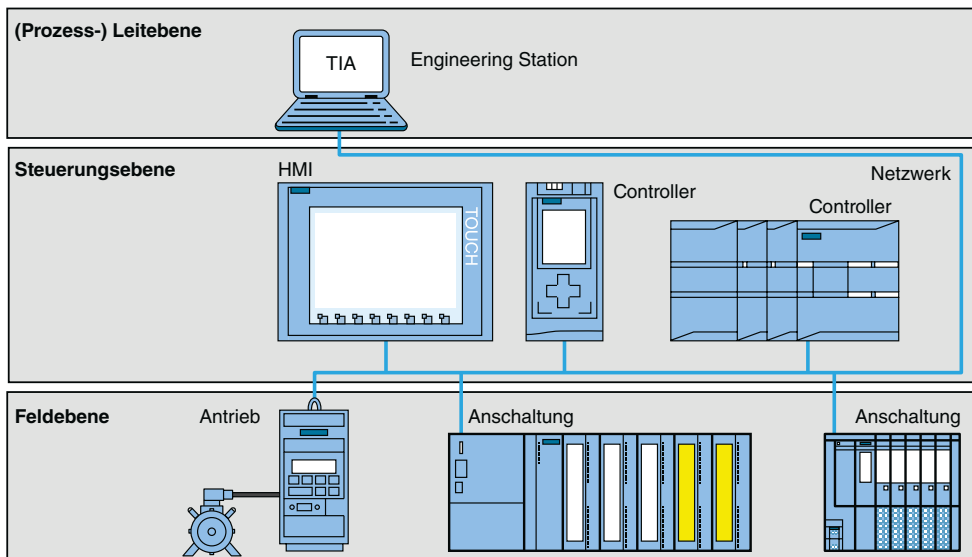 (Prozess-) Leitebene
TIA
Engineering Station
Steuerungsebene
HMI
TOUCH
Controller
Netzwerk
Controller
Feldebene
Antrieb
Anschaltung
Anschaltung